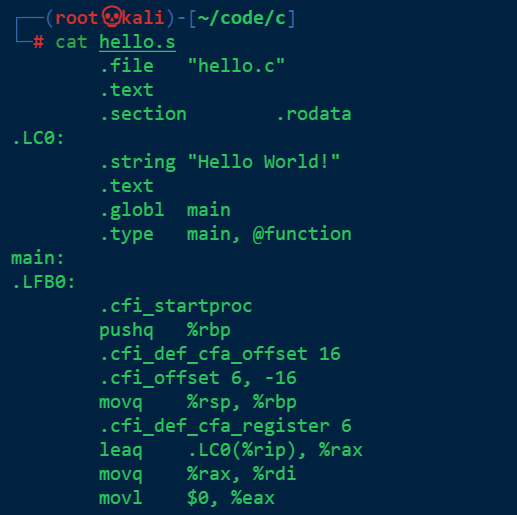 ┌──(root💀kali)-[~/code/c]
└─# cat hello.s
        .file   "hello.c"
        .text
        .section        .rodata
.LC0:
        .string "Hello World!"
        .text
        .globl  main
        .type   main, @function
main:
.LFB0:
        .cfi_startproc
        pushq   %rbp
        .cfi_def_cfa_offset 16
        .cfi_offset 6, -16
        movq    %rsp, %rbp
        .cfi_def_cfa_register 6
        leaq    .LC0(%rip), %rax
        movq    %rax, %rdi
        movl    $0, %eax